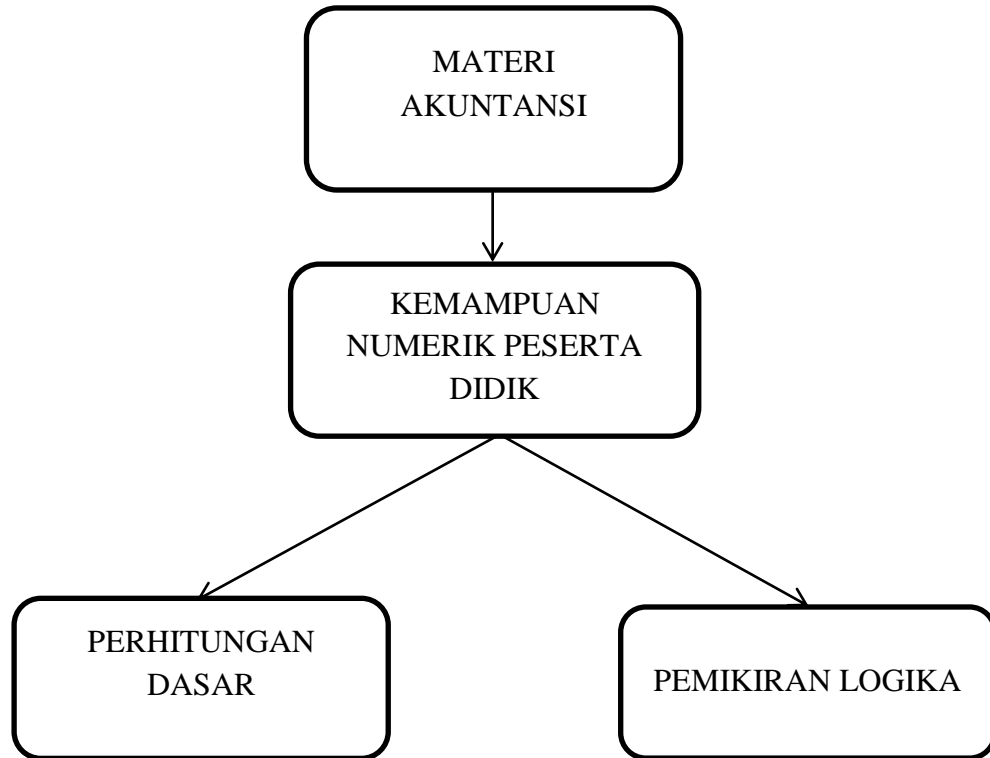 MATERI
AKUNTANSI
KEMAMPUAN
NUMERIK PESERTA
DIDIK
PERHITUNGAN
DASAR
PEMIKIRAN LOGIKA